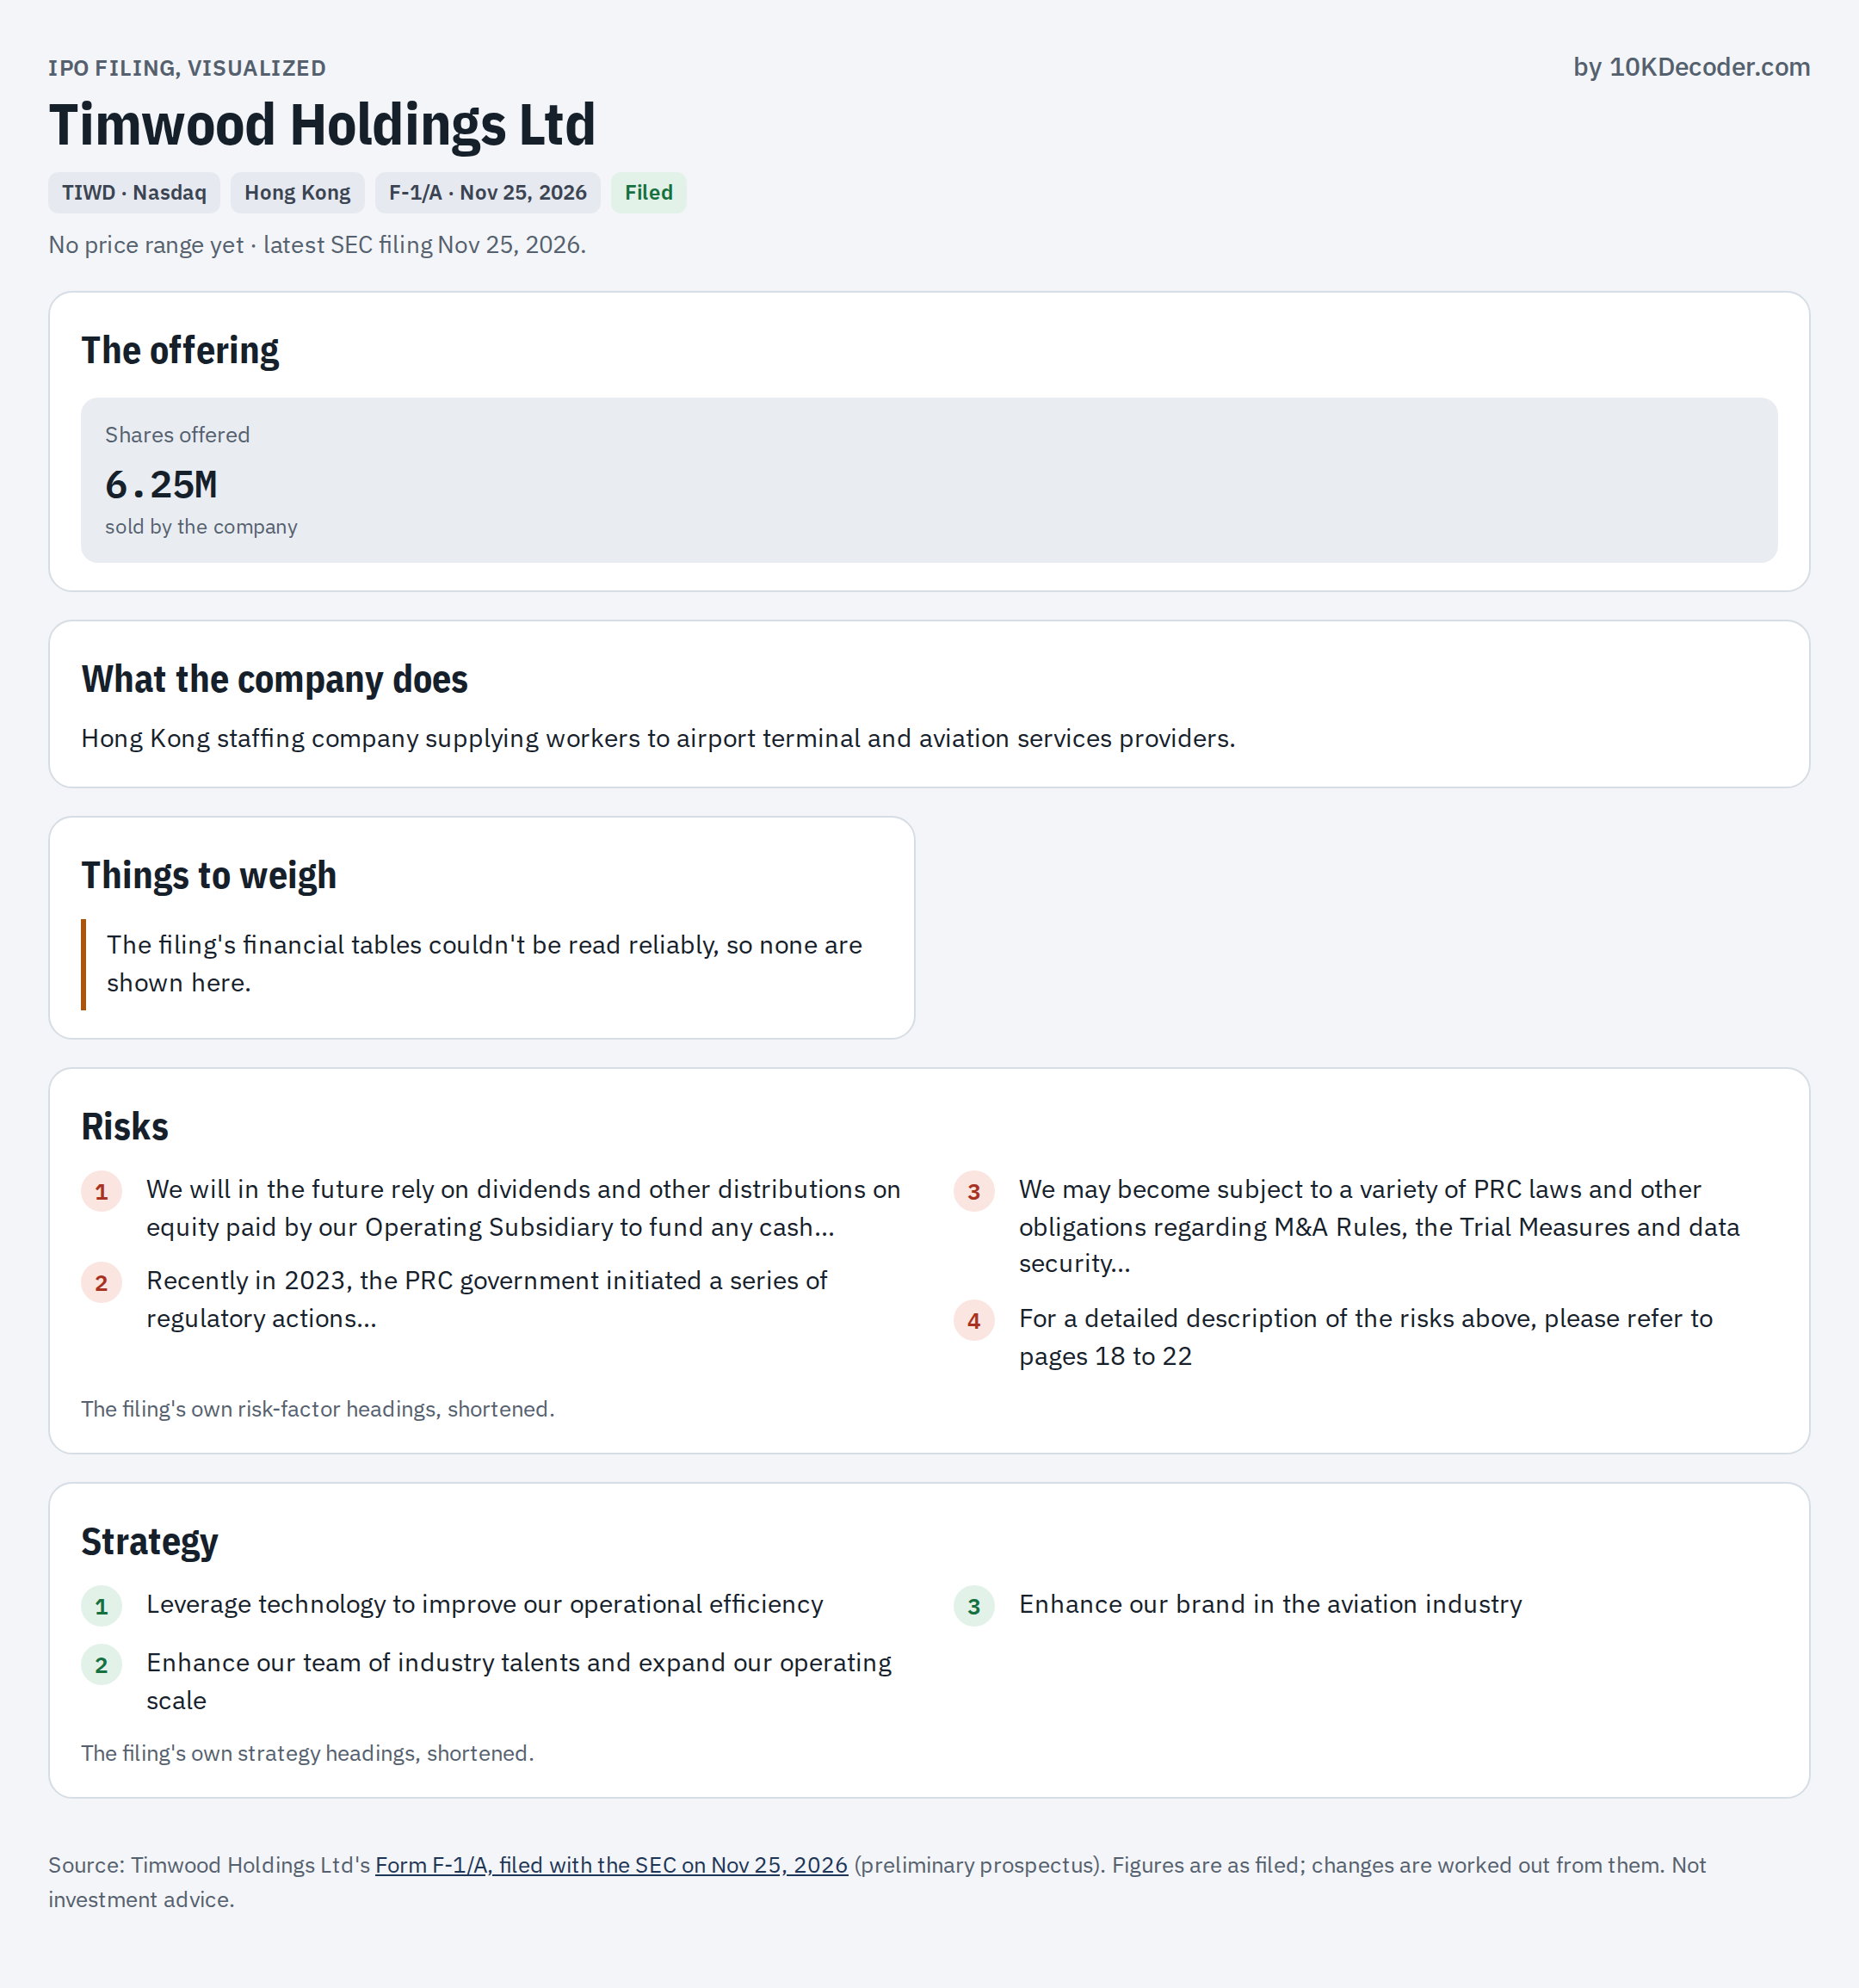 IPO FILING, VISUALIZED
by 10KDecoder.com
Timwood Holdings Ltd
TIWD · Nasdaq
Hong Kong
F-1/A · Nov 25, 2026
Filed
No price range yet · latest SEC filing Nov 25, 2026.
The offering
Shares offered
6.25M
sold by the company
What the company does
Hong Kong staffing company supplying workers to airport terminal and aviation services providers.
Things to weigh
The filing's financial tables couldn't be read reliably, so none are
shown here.
Risks
1 We will in the future rely on dividends and other distributions on
equity paid by our Operating Subsidiary to fund any cash...
2 Recently in 2023, the PRC government initiated a series of
regulatory actions...
3 We may become subject to a variety of PRC laws and other
obligations regarding M&A Rules, the Trial Measures and data
security...
4 For a detailed description of the risks above, please refer to
pages 18 to 22
The filing's own risk-factor headings, shortened.
Strategy
1 Leverage technology to improve our operational efficiency
2 Enhance our team of industry talents and expand our operating
scale
3 Enhance our brand in the aviation industry
The filing's own strategy headings, shortened.
Source: Timwood Holdings Ltd's Form F-1/A, filed with the SEC on Nov 25, 2026 (preliminary prospectus). Figures are as filed; changes are worked out from them. Not
investment advice.